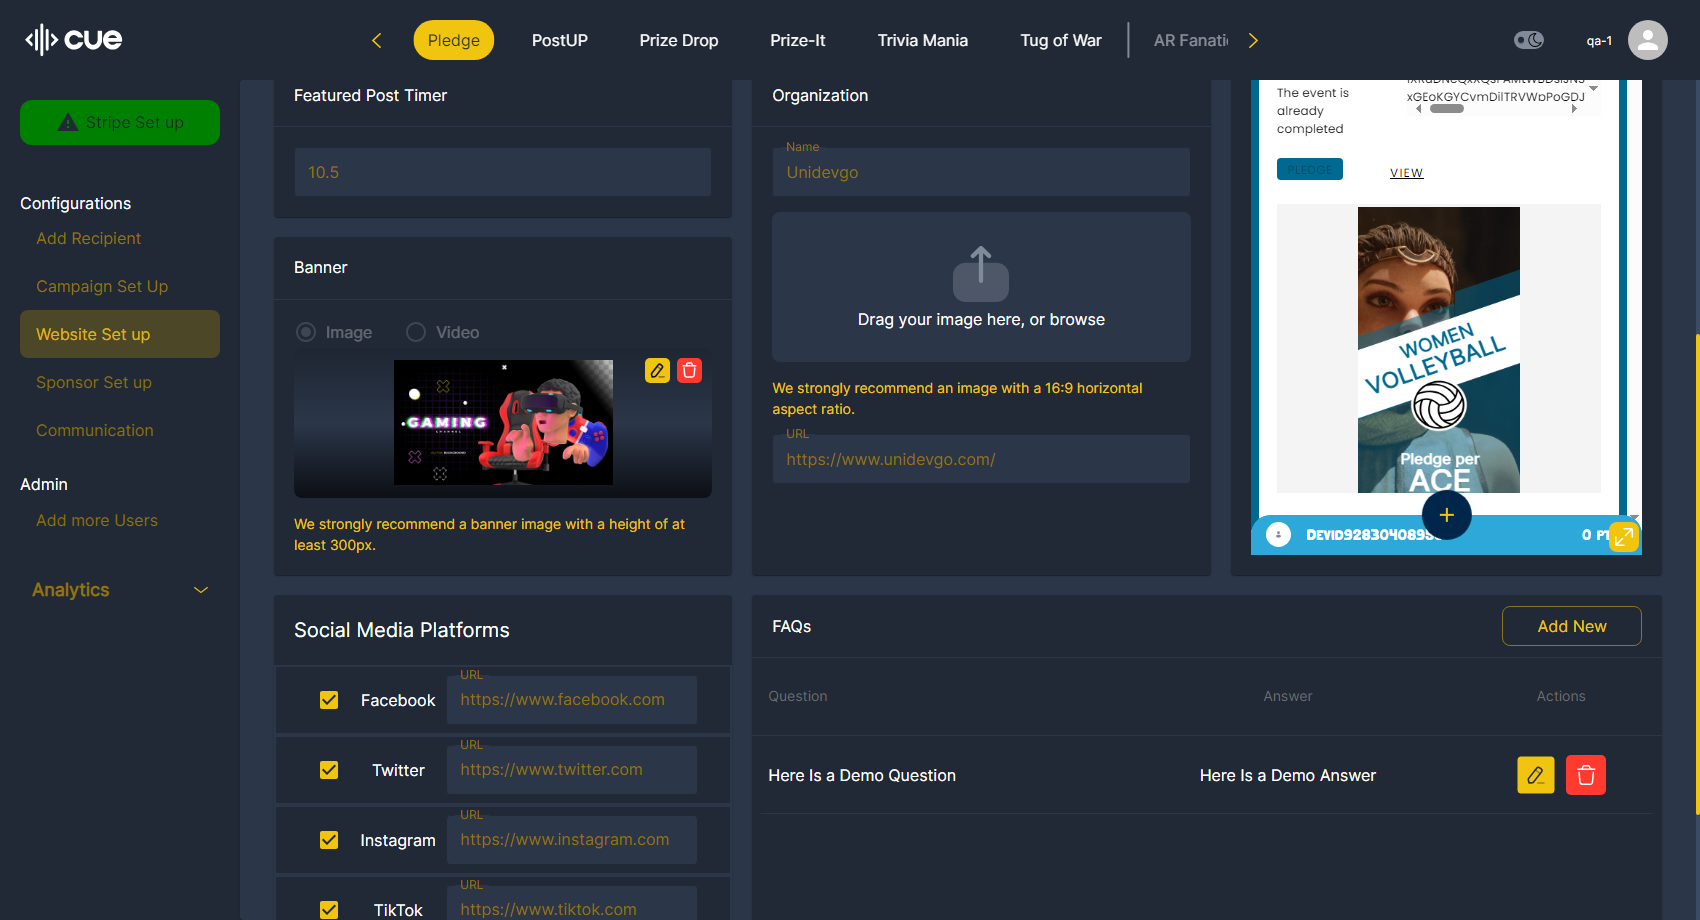 cue
Pledge
PostUP
Prize Drop
Prize-It
Trivia Mania
Tug of War
AR Fanati
qa-1
Stripe Set up
Configurations
Add Recipient
Campaign Set Up
Website Set up
Sponsor Set up
Communication
Admin
Add more Users
Analytics
Featured Post Timer
10.5
Banner
Image
Video
GAMING
CHANNEL
We strongly recommend a banner image with a height of at
least 300px.
Organization
Name
Unidevgo
Drag your image here, or browse
We strongly recommend an image with a 16:9 horizontal
aspect ratio.
URL
https://www.unidevgo.com/
The event is
already
completed
xGEoKGYCvmDilTRVWpPoGDJ
PLEDGE
VIEW
WOMEN
VOLLEYBALL
Pledge per
ACE
0 PT
Social Media Platforms
Facebook
URL
https://www.facebook.com
Twitter
URL
https://www.twitter.com
Instagram
URL
https://www.instagram.com
TikTok
URL
https://www.tiktok.com
FAQs
Add New
Question
Answer
Actions
Here Is a Demo Question
Here Is a Demo Answer